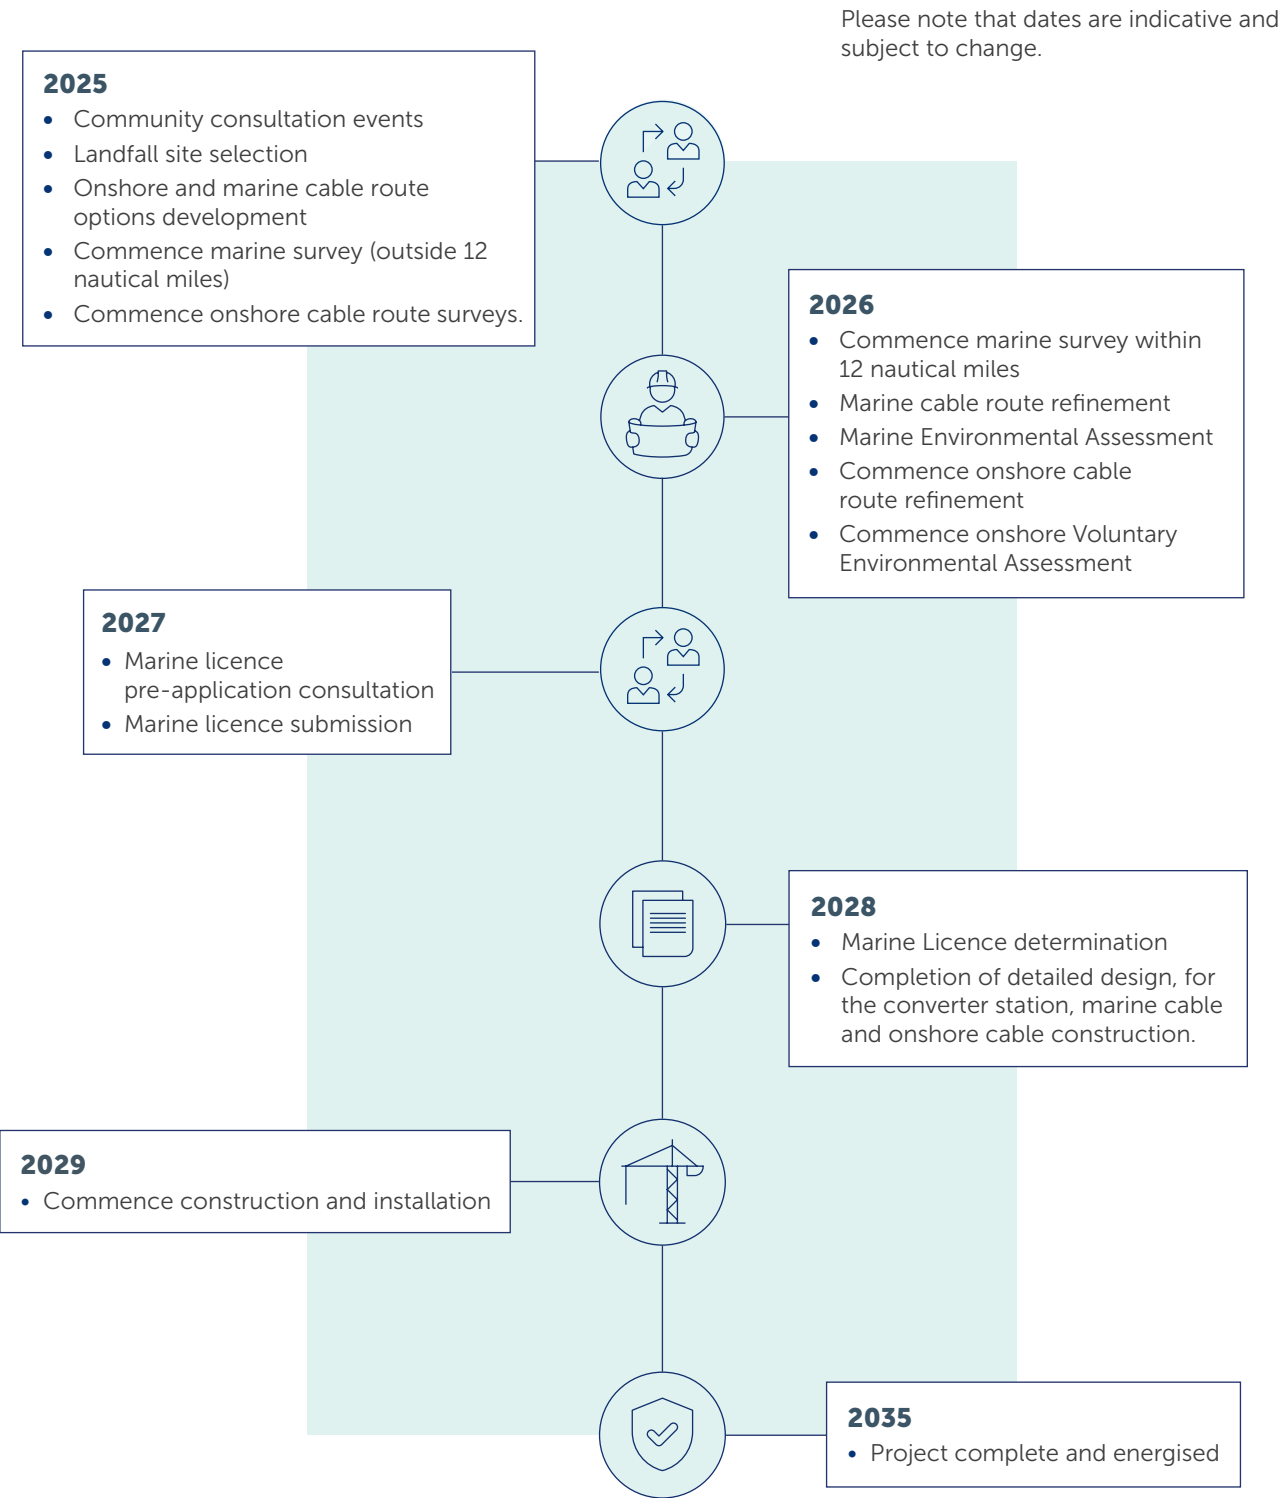 Please note that dates are indicative and
subject to change.
2025
• Community consultation events
• Landfall site selection
• Onshore and marine cable route
options development
• Commence marine survey (outside 12
nautical miles)
• Commence onshore cable route surveys.
2026
• Commence marine survey within
12 nautical miles
• Marine cable route refinement
• Marine Environmental Assessment
• Commence onshore cable
route refinement
• Commence onshore Voluntary
Environmental Assessment
2027
• Marine licence
pre-application consultation
• Marine licence submission
2028
• Marine Licence determination
• Completion of detailed design, for
the converter station, marine cable
and onshore cable construction.
2029
• Commence construction and installation
2035
• Project complete and energised